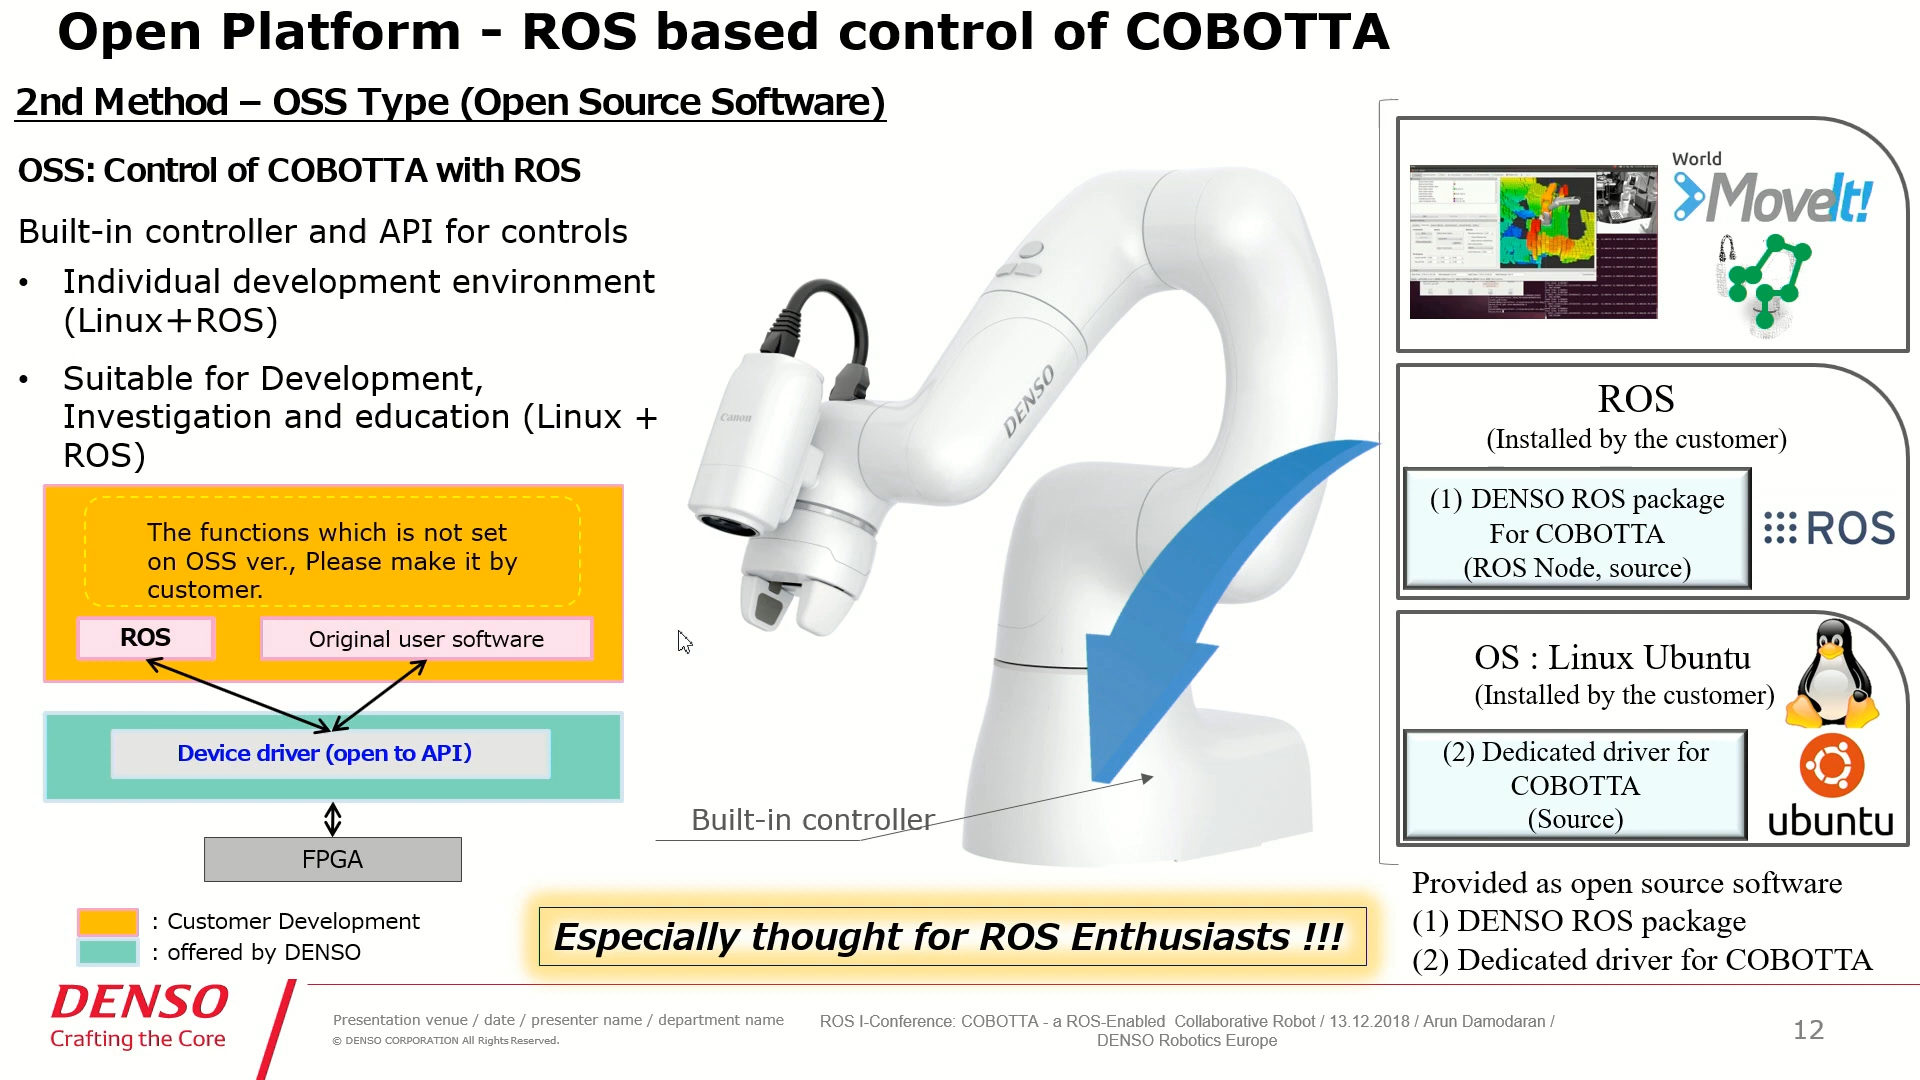 Open Platform - ROS based control of COBOTTA
2nd Method – OSS Type (Open Source Software)
OSS: Control of COBOTTA with ROS
Built-in controller and API for controls
• Individual development environment
(Linux＋ROS)
• Suitable for Development,
Investigation and education (Linux +
ROS)
The functions which is not set
on OSS ver., Please make it by
customer.
ROS
Original user software
Device driver (open to API)
FPGA
: Customer Development
: offered by DENSO
Canon
DENSO
Built-in controller
Especially thought for ROS Enthusiasts !!!
World
MoveIt!
ROS
(Installed by the customer)
(1) DENSO ROS package
For COBOTTA
(ROS Node, source)
ROS
OS : Linux Ubuntu
(Installed by the customer)
(2) Dedicated driver for
COBOTTA
(Source)
ubuntu
Provided as open source software
(1) DENSO ROS package
(2) Dedicated driver for COBOTTA
DENSO
Crafting the Core
Presentation venue / date / presenter name / department name
© DENSO CORPORATION All Rights Reserved.
ROS I-Conference: COBOTTA - a ROS-Enabled Collaborative Robot / 13.12.2018 / Arun Damodaran /
DENSO Robotics Europe
12